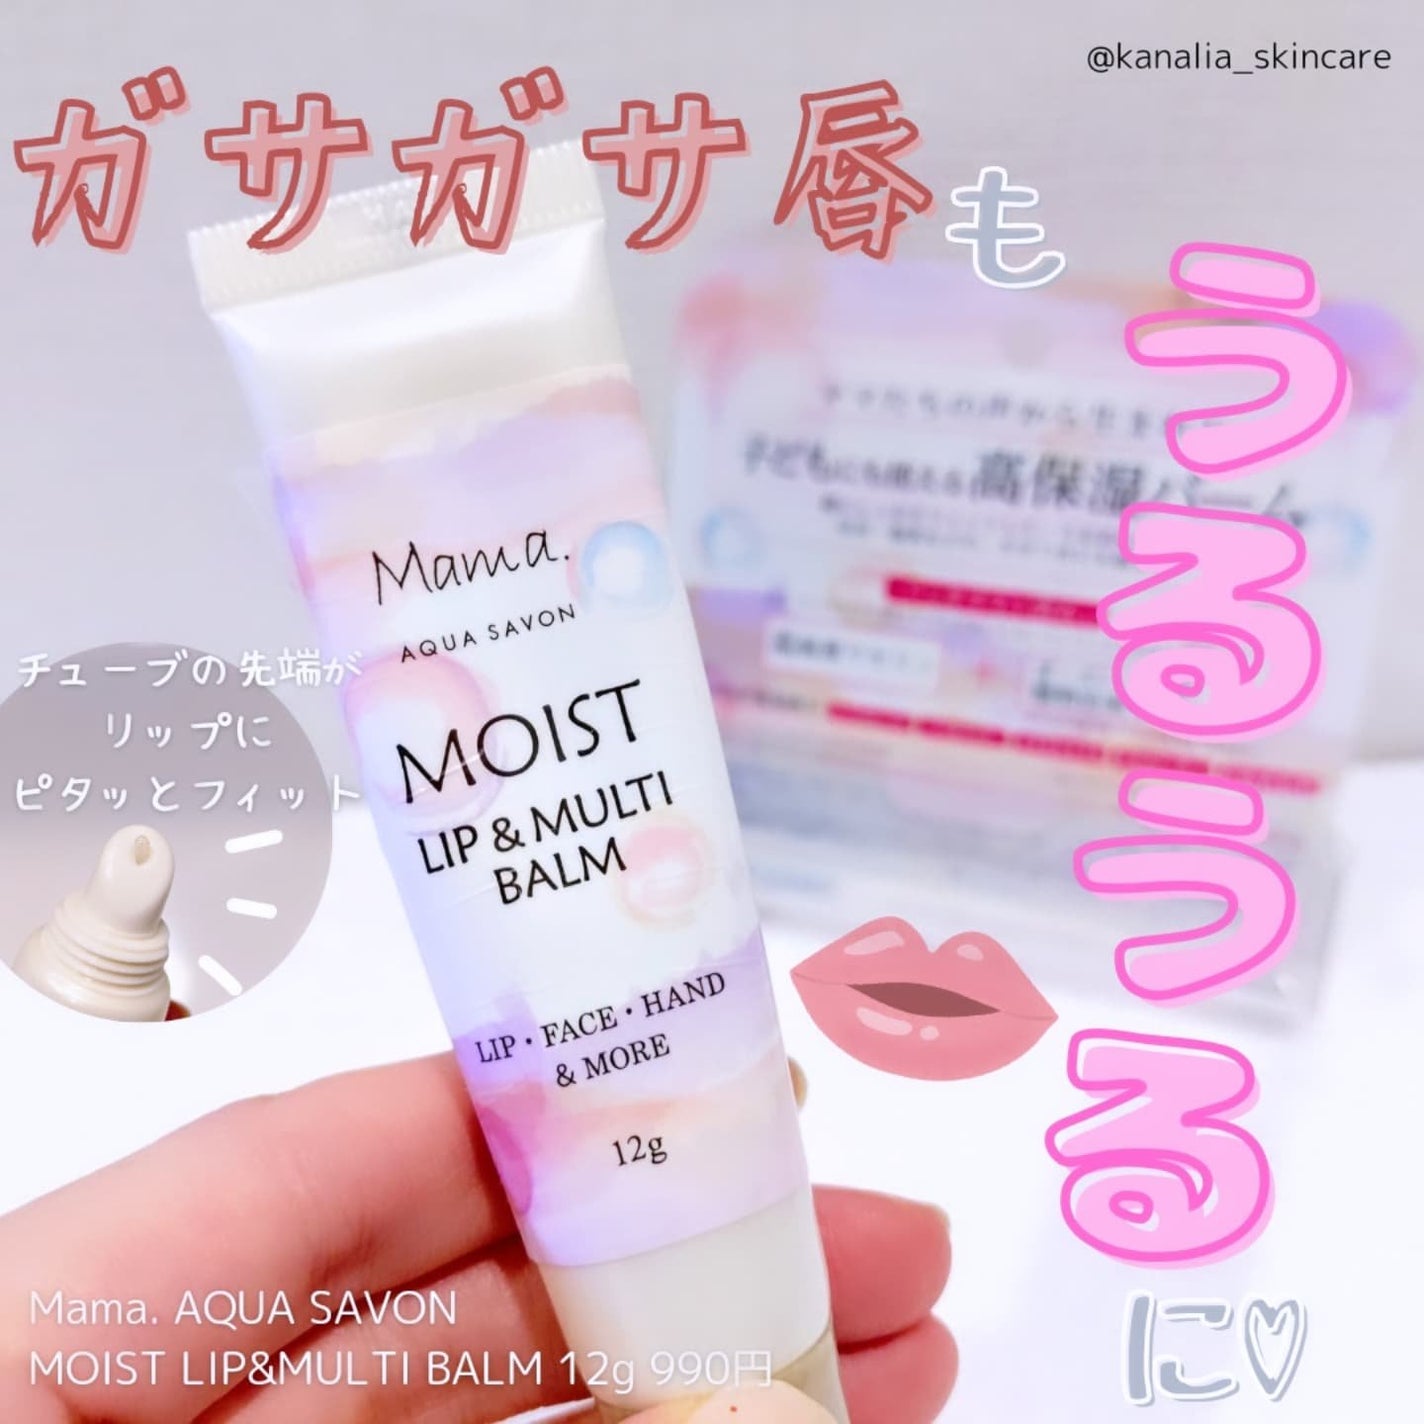 @kanalia_skincare
ガサガサ唇も
うるうる
に♡
Mama.
AQUA SAVON
MOIST
LIP & MULTI
BALM
LIP・FACE・HAND
& MORE
12g
高保湿バーム
チューブの先端が
リップに
ピタッとフィット
Mama. AQUA SAVON
MOIST LIP&MULTI BALM 12g 990円